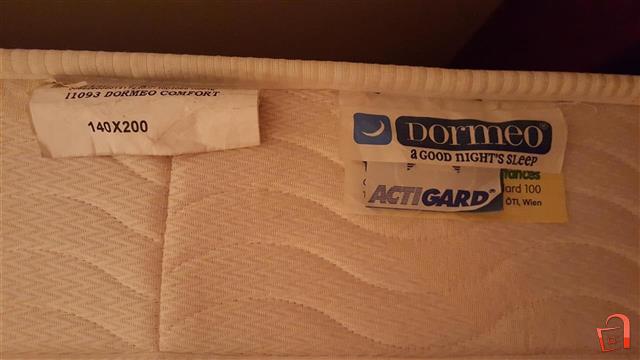 11093 DORMEO COMFORT
140X200
DORMEO®
a GOOD NIGHT'S SLEEP
ACTIGARD®
ard 100
ÖTI, Wien